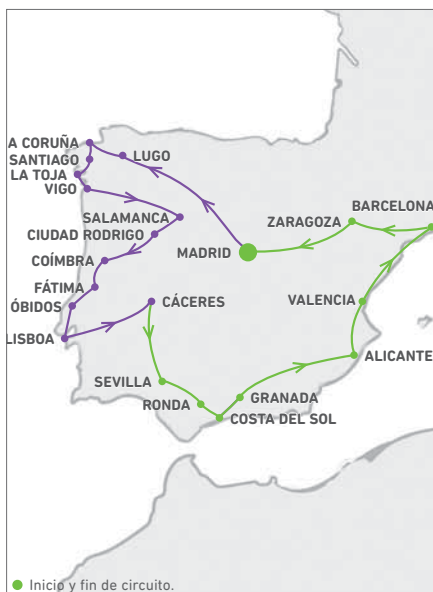 A CORUÑA
LUGO
SANTIAGO
LA TOJA
VIGO
SALAMANCA
CIUDAD RODRIGO
COÍMBRA
FÁTIMA
ÓBIDOS
LISBOA
CÁCERES
MADRID
ZARAGOZA
BARCELONA
VALENCIA
ALICANTE
SEVILLA
RONDA
GRANADA
COSTA DEL SOL
Inicio y fin de circuito.